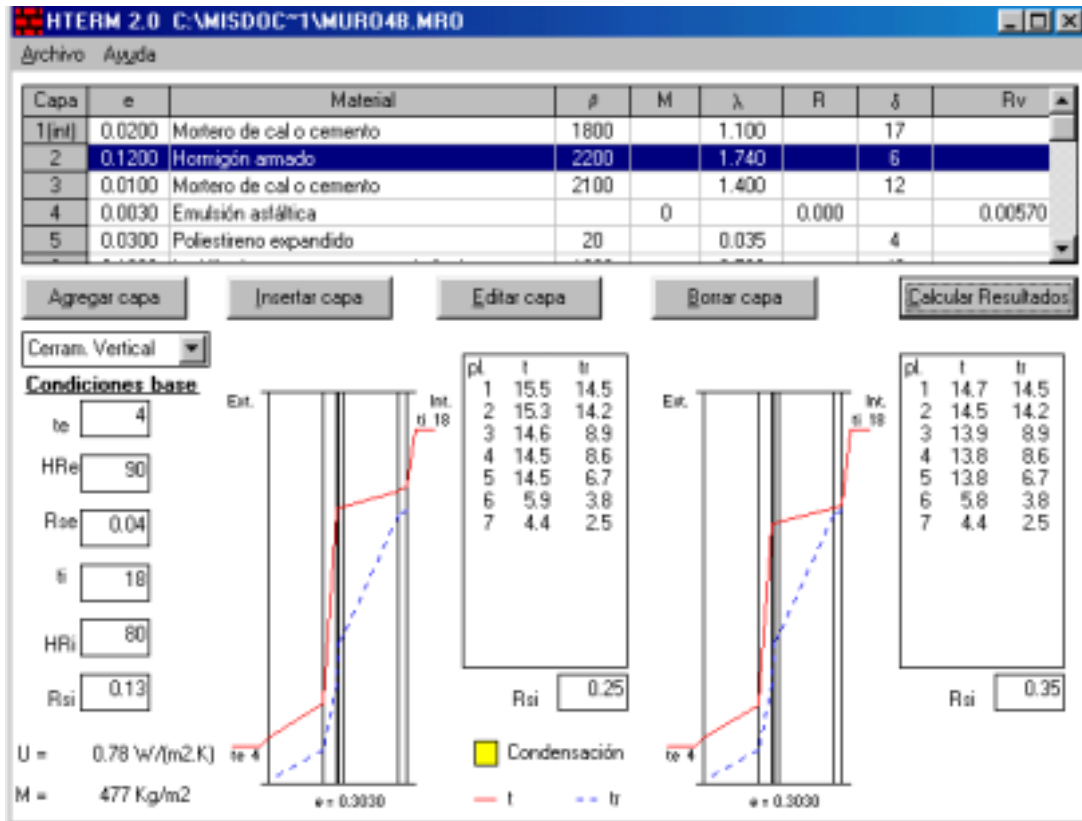 HTERM 2.0 C:\MISDOC~1\MURO4B.MRO
Archivo Ayuda
Capa e Material ρ M λ R δ Rv
1(int) 0.0200 Mortero de cal o cemento 1800 1.100 17
2 0.1200 Hormigón armado 2200 1.740 6
3 0.0100 Mortero de cal o cemento 2100 1.400 12
4 0.0030 Emulsión asfáltica 0 0.000 0.00570
5 0.0300 Poliestireno expandido 20 0.035 4
Agregar capa Insertar capa Editar capa Borrar capa Calcular Resultados
Cerram. Vertical
Condiciones base
te 4
HRe 90
Rse 0.04
ti 18
HRi 80
Rsi 0.13
U = 0.78 W/(m2.K)
M = 477 Kg/m2
Ext. Int.
ti 18
te 4
e = 0.3030
pl. t tr
1 15.5 14.5
2 15.3 14.2
3 14.6 8.9
4 14.5 8.6
5 14.5 6.7
6 5.9 3.8
7 4.4 2.5
Rsi 0.25
Condensación
t tr
Ext. Int.
ti 18
te 4
e = 0.3030
pl. t tr
1 14.7 14.5
2 14.5 14.2
3 13.9 8.9
4 13.8 8.6
5 13.8 6.7
6 5.8 3.8
7 4.4 2.5
Rsi 0.35